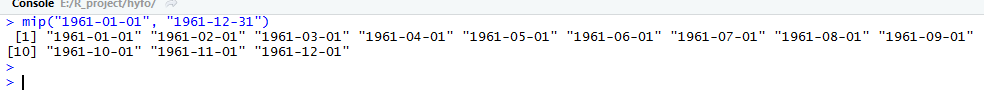 Console E:/R_project/hyfo/
> mip("1961-01-01", "1961-12-31")
[1] "1961-01-01" "1961-02-01" "1961-03-01" "1961-04-01" "1961-05-01" "1961-06-01" "1961-07-01" "1961-08-01" "1961-09-01"
[10] "1961-10-01" "1961-11-01" "1961-12-01"
>
>